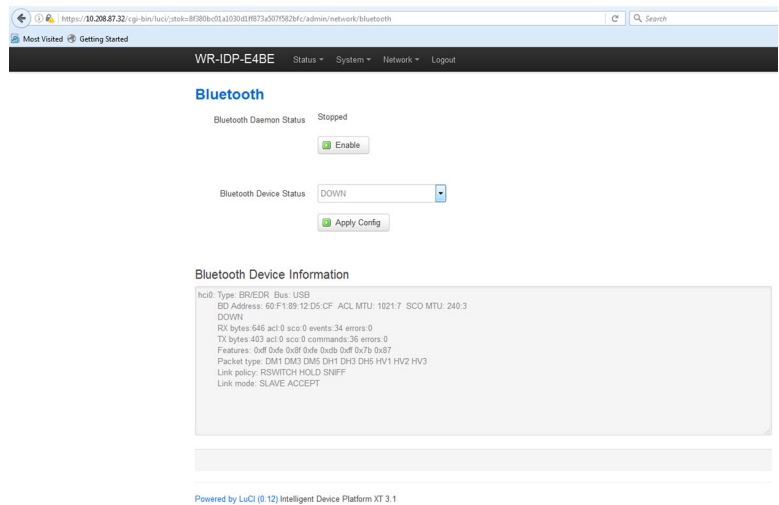 https://10.208.87.32/cgi-bin/luci/;stok=8f380bc01a1030d1ff873a507f582bfc/admin/network/bluetooth
Search
Most Visited Getting Started
WR-IDP-E4BE Status System Network Logout
Bluetooth
Bluetooth Daemon Status Stopped
Enable
Bluetooth Device Status DOWN
Apply Config
Bluetooth Device Information
hci0: Type: BR/EDR Bus: USB
BD Address: 60:F1:89:12:D5:CF ACL MTU: 1021:7 SCO MTU: 240:3
DOWN
RX bytes:646 acl:0 sco:0 events:34 errors:0
TX bytes:403 acl:0 sco:0 commands:36 errors:0
Features: 0xff 0xfe 0x8f 0xfe 0xdb 0xff 0x7b 0x87
Packet type: DM1 DM3 DM5 DH1 DH3 DH5 HV1 HV2 HV3
Link policy: RSWITCH HOLD SNIFF
Link mode: SLAVE ACCEPT
Powered by LuCI (0.12) Intelligent Device Platform XT 3.1